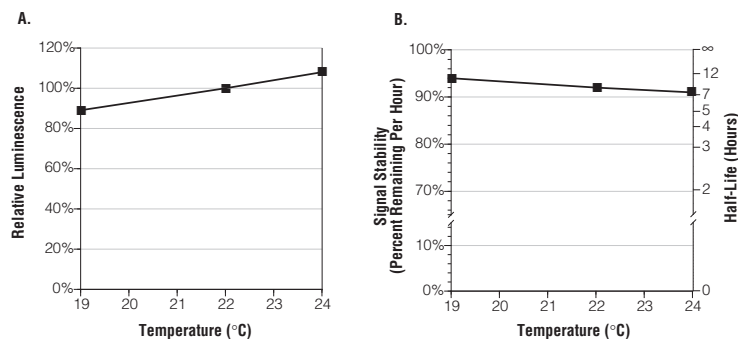 A.
120%
100%
80%
60%
40%
20%
0%
Relative Luminescence
19 20 21 22 23 24
Temperature (°C)
B.
100%
90%
80%
70%
10%
0%
Signal Stability
(Percent Remaining Per Hour)
∞
12
7
5
4
3
2
0
Half-Life (Hours)
19 20 21 22 23 24
Temperature (°C)